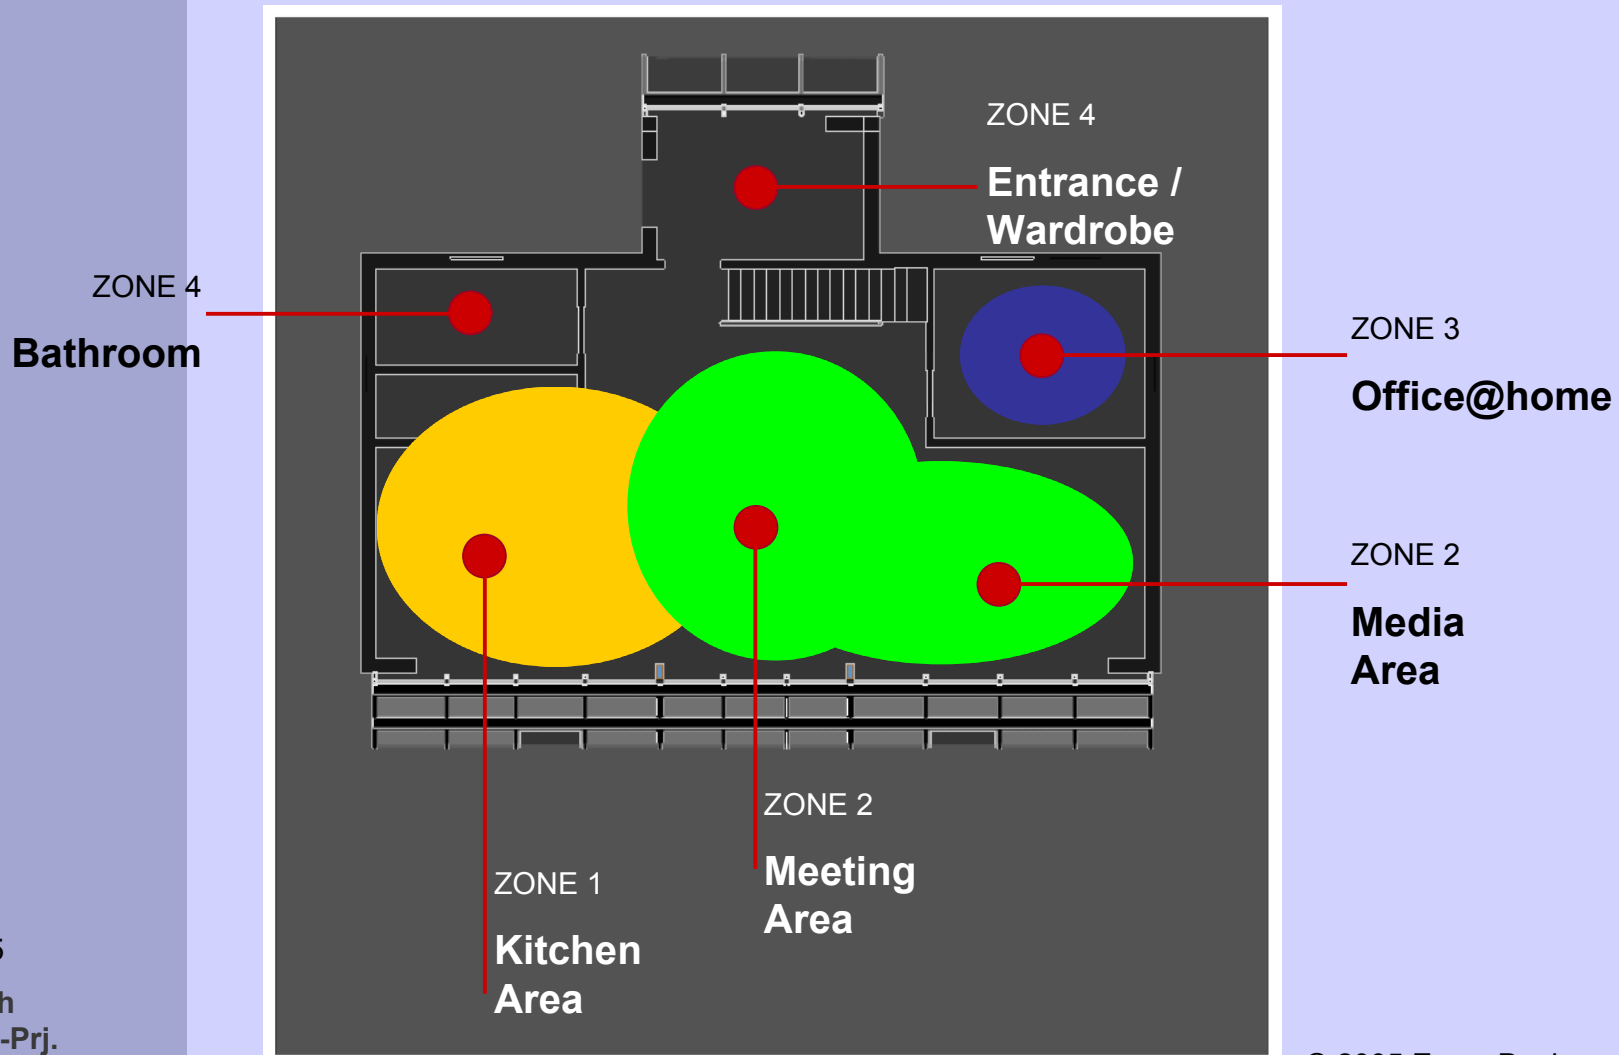 ZONE 4
Entrance /
Wardrobe
ZONE 4
Bathroom
ZONE 3
Office@home
ZONE 2
Media
Area
ZONE 2
Meeting
Area
ZONE 1
Kitchen
Area
-Prj.